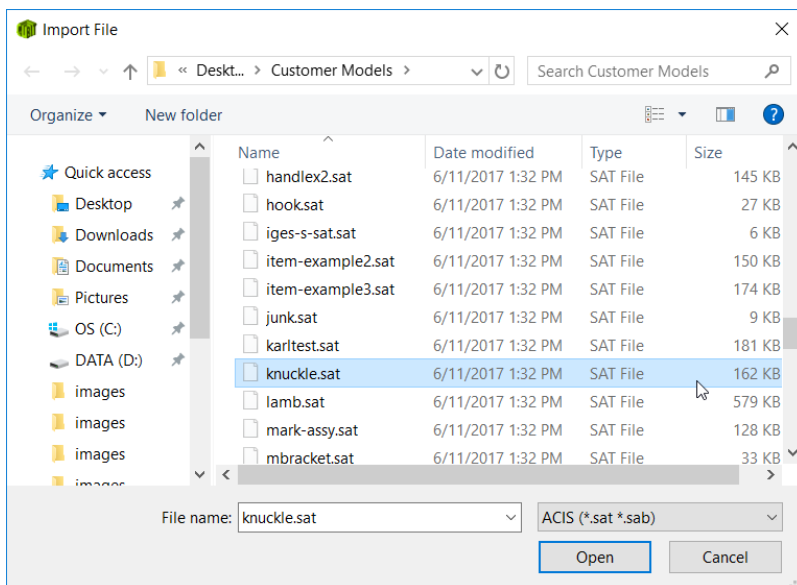 Import File
« Deskt... > Customer Models >
Search Customer Models
Organize
New folder
Name Date modified Type Size
Quick access
Desktop
Downloads
Documents
Pictures
OS (C:)
DATA (D:)
images
images
images
images
handlex2.sat 6/11/2017 1:32 PM SAT File 145 KB
hook.sat 6/11/2017 1:32 PM SAT File 27 KB
iges-s-sat.sat 6/11/2017 1:32 PM SAT File 6 KB
item-example2.sat 6/11/2017 1:32 PM SAT File 150 KB
item-example3.sat 6/11/2017 1:32 PM SAT File 174 KB
junk.sat 6/11/2017 1:32 PM SAT File 9 KB
karltest.sat 6/11/2017 1:32 PM SAT File 181 KB
knuckle.sat 6/11/2017 1:32 PM SAT File 162 KB
lamb.sat 6/11/2017 1:32 PM SAT File 579 KB
mark-assy.sat 6/11/2017 1:32 PM SAT File 128 KB
mbracket.sat 6/11/2017 1:32 PM SAT File 33 KB
File name: knuckle.sat
ACIS (*.sat *.sab)
Open
Cancel